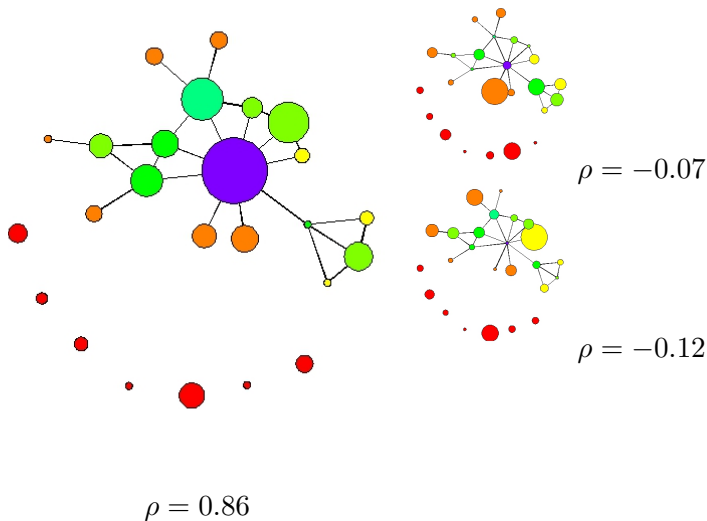 ρ = −0.07
ρ = −0.12
ρ = 0.86